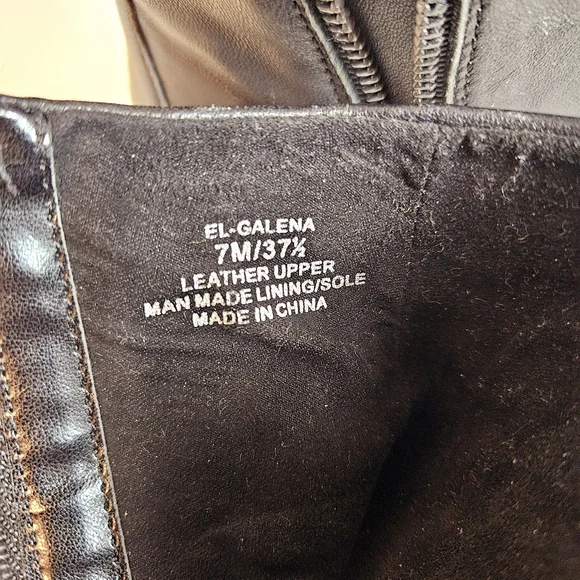 EL-GALENA
7M/37½
LEATHER UPPER
MAN MADE LINING/SOLE
MADE IN CHINA